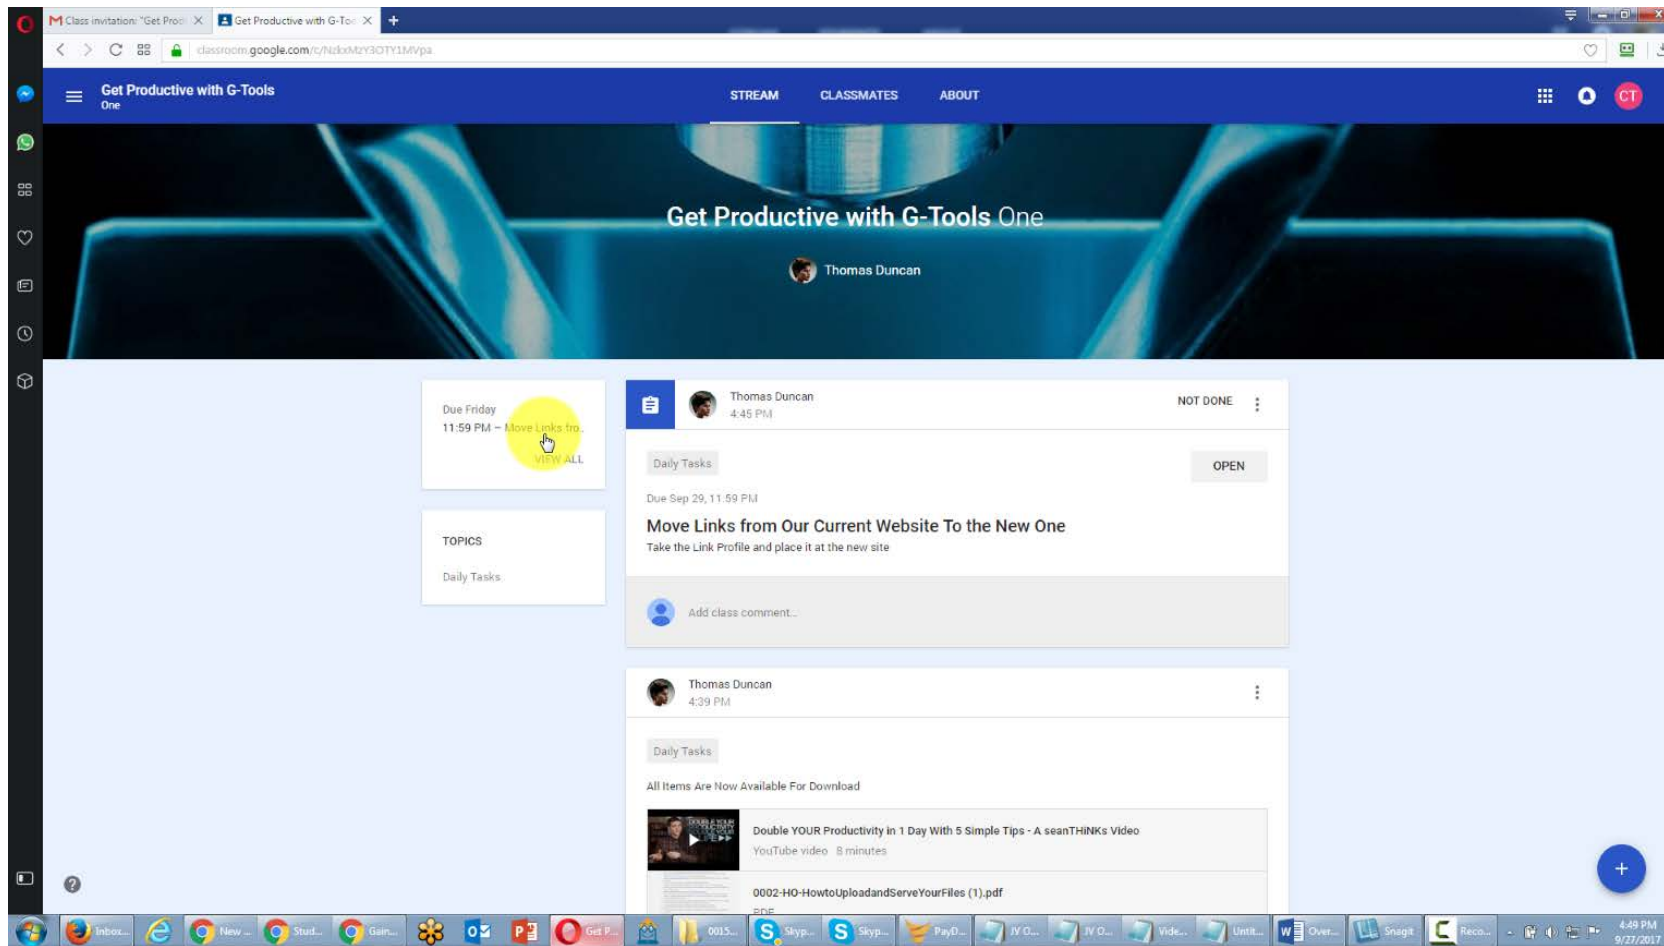 Class invitation: "Get Prod
Get Productive with G-Too
classroom.google.com/c/NzkxMzY3OTY1MVpa
Get Productive with G-Tools
One
STREAM
CLASSMATES
ABOUT
CT
Get Productive with G-Tools One
Thomas Duncan
Due Friday
11:59 PM – Move Links fro...
VIEW ALL
TOPICS
Daily Tasks
Thomas Duncan
4:45 PM
NOT DONE
Daily Tasks
OPEN
Due Sep 29, 11:59 PM
Move Links from Our Current Website To the New One
Take the Link Profile and place it at the new site
Add class comment...
Thomas Duncan
4:39 PM
Daily Tasks
All Items Are Now Available For Download
Double YOUR Productivity in 1 Day With 5 Simple Tips - A seanTHiNKs Video
YouTube video 8 minutes
0002-HO-HowtoUploadandServeYourFiles (1).pdf
PDF
Inbox...
New ...
Stud...
Gain...
Get P...
0015...
Skyp...
Skyp...
PayD...
JV O...
JV O...
Vide...
Untit...
Over...
Snagit
Reco...
4:49 PM
9/27/2017